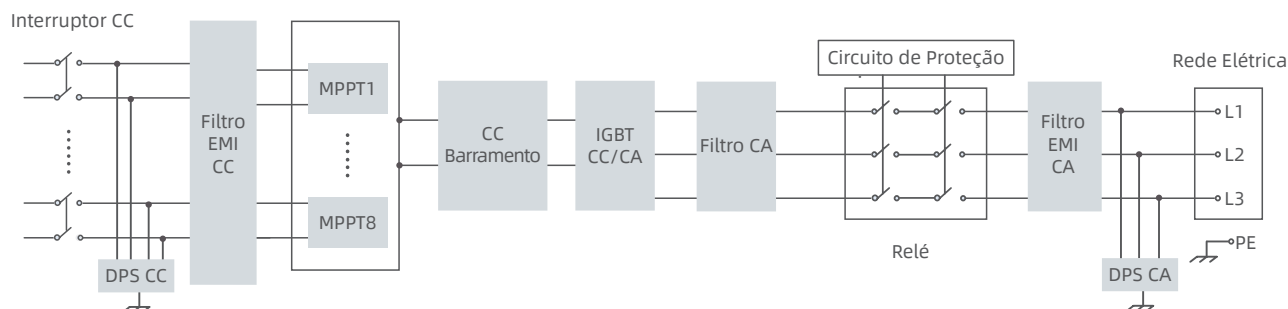 Interruptor CC
Filtro
EMI
CC
DPS CC
MPPT1
MPPT8
CC
Barramento
IGBT
CC/CA
Filtro CA
Circuito de Proteção
Relé
Filtro
EMI
CA
Rede Elétrica
L1
L2
L3
PE
DPS CA